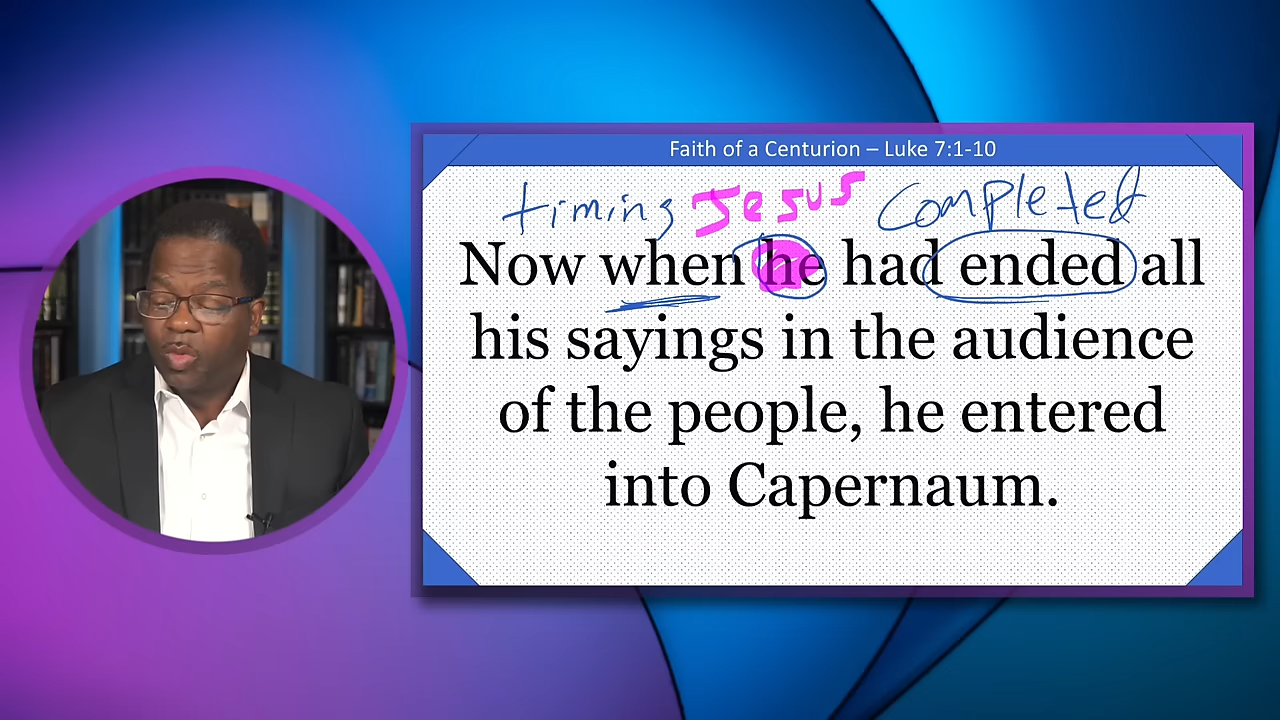 Faith of a Centurion – Luke 7:1-10
timing Jesus completed
Now when he had ended all
his sayings in the audience
of the people, he entered
into Capernaum.